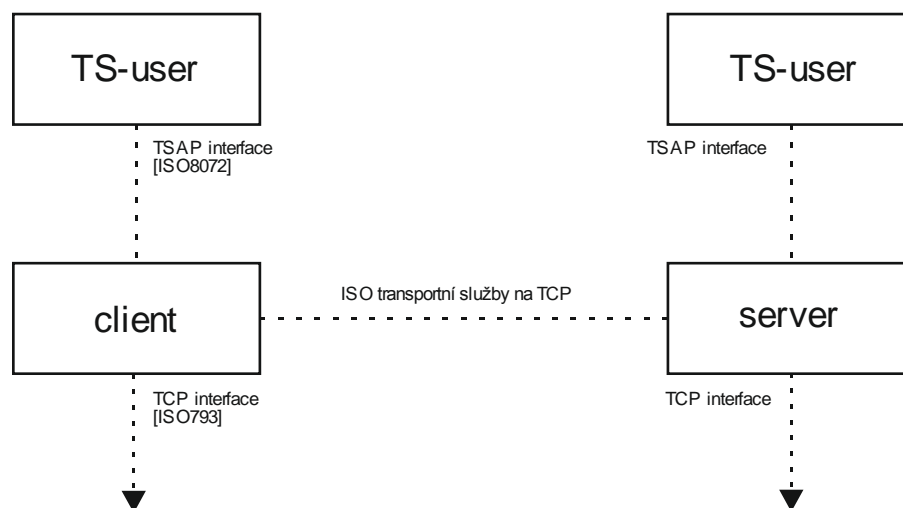 TS-user
TS-user
TSAP interface
[ISO8072]
TSAP interface
client
ISO transportní služby na TCP
server
TCP interface
[ISO793]
TCP interface